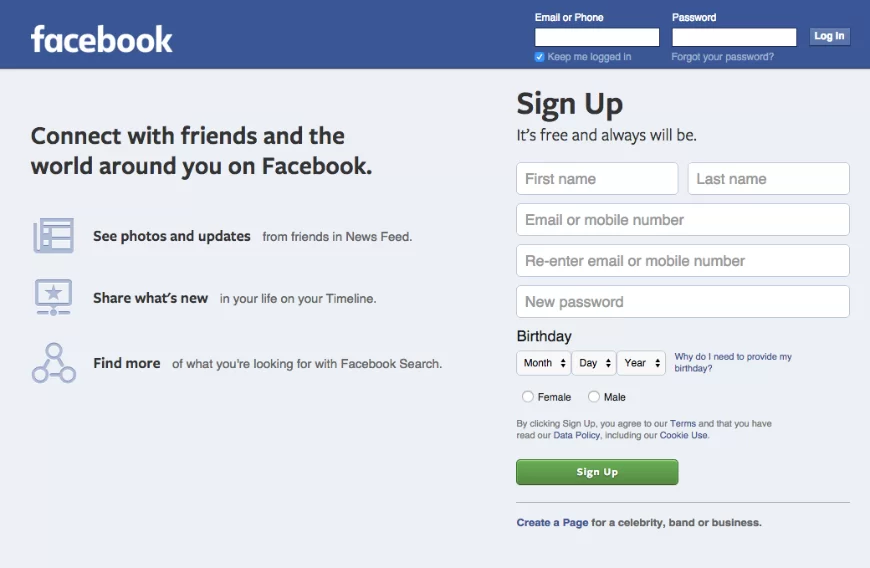 facebook
Email or Phone
Password
Log In
Keep me logged in
Forgot your password?
Connect with friends and the
world around you on Facebook.
See photos and updates from friends in News Feed.
Share what's new in your life on your Timeline.
Find more of what you're looking for with Facebook Search.
Sign Up
It's free and always will be.
First name
Last name
Email or mobile number
Re-enter email or mobile number
New password
Birthday
Month
Day
Year
Why do I need to provide my
birthday?
Female
Male
By clicking Sign Up, you agree to our Terms and that you have
read our Data Policy, including our Cookie Use.
Sign Up
Create a Page for a celebrity, band or business.